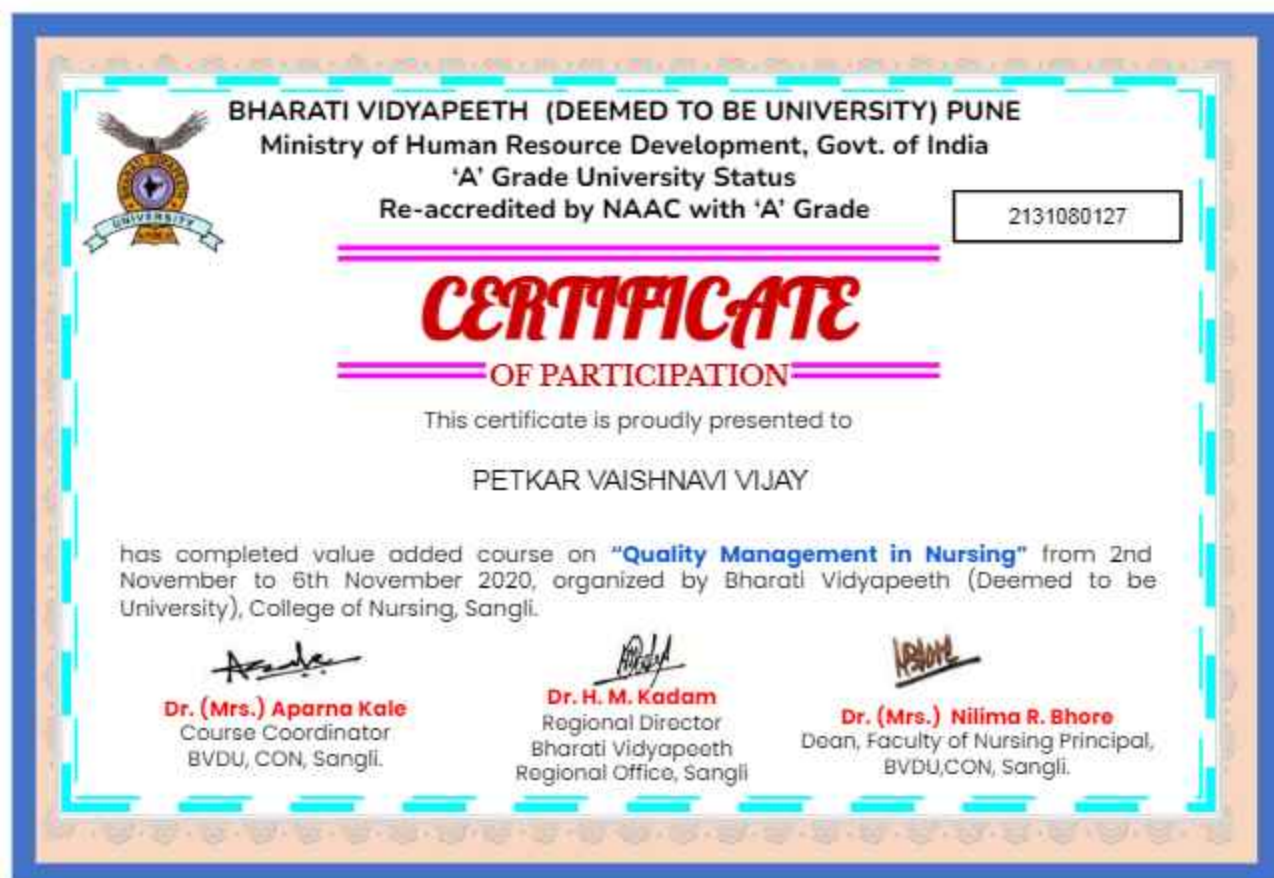 BHARATI VIDYAPEETH (DEEMED TO BE UNIVERSITY) PUNE
Ministry of Human Resource Development, Govt. of India
‘A’ Grade University Status
Re-accredited by NAAC with ‘A’ Grade
2131080127
BHARATI VIDYAPEETH
UNIVERSITY
CERTIFICATE
OF PARTICIPATION
This certificate is proudly presented to
PETKAR VAISHNAVI VIJAY
has completed value added course on “Quality Management in Nursing” from 2nd
November to 6th November 2020, organized by Bharati Vidyapeeth (Deemed to be
University), College of Nursing, Sangli.
Dr. (Mrs.) Aparna Kale
Course Coordinator
BVDU, CON, Sangli.
Dr. H. M. Kadam
Regional Director
Bharati Vidyapeeth
Regional Office, Sangli
Dr. (Mrs.) Nilima R. Bhore
Dean, Faculty of Nursing Principal,
BVDU,CON, Sangli.